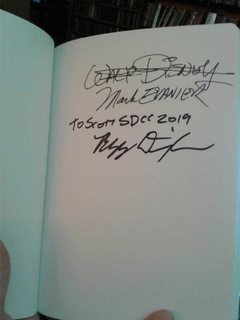 Walt Disney
Mark EVANIER
to Scott SDCC 2019